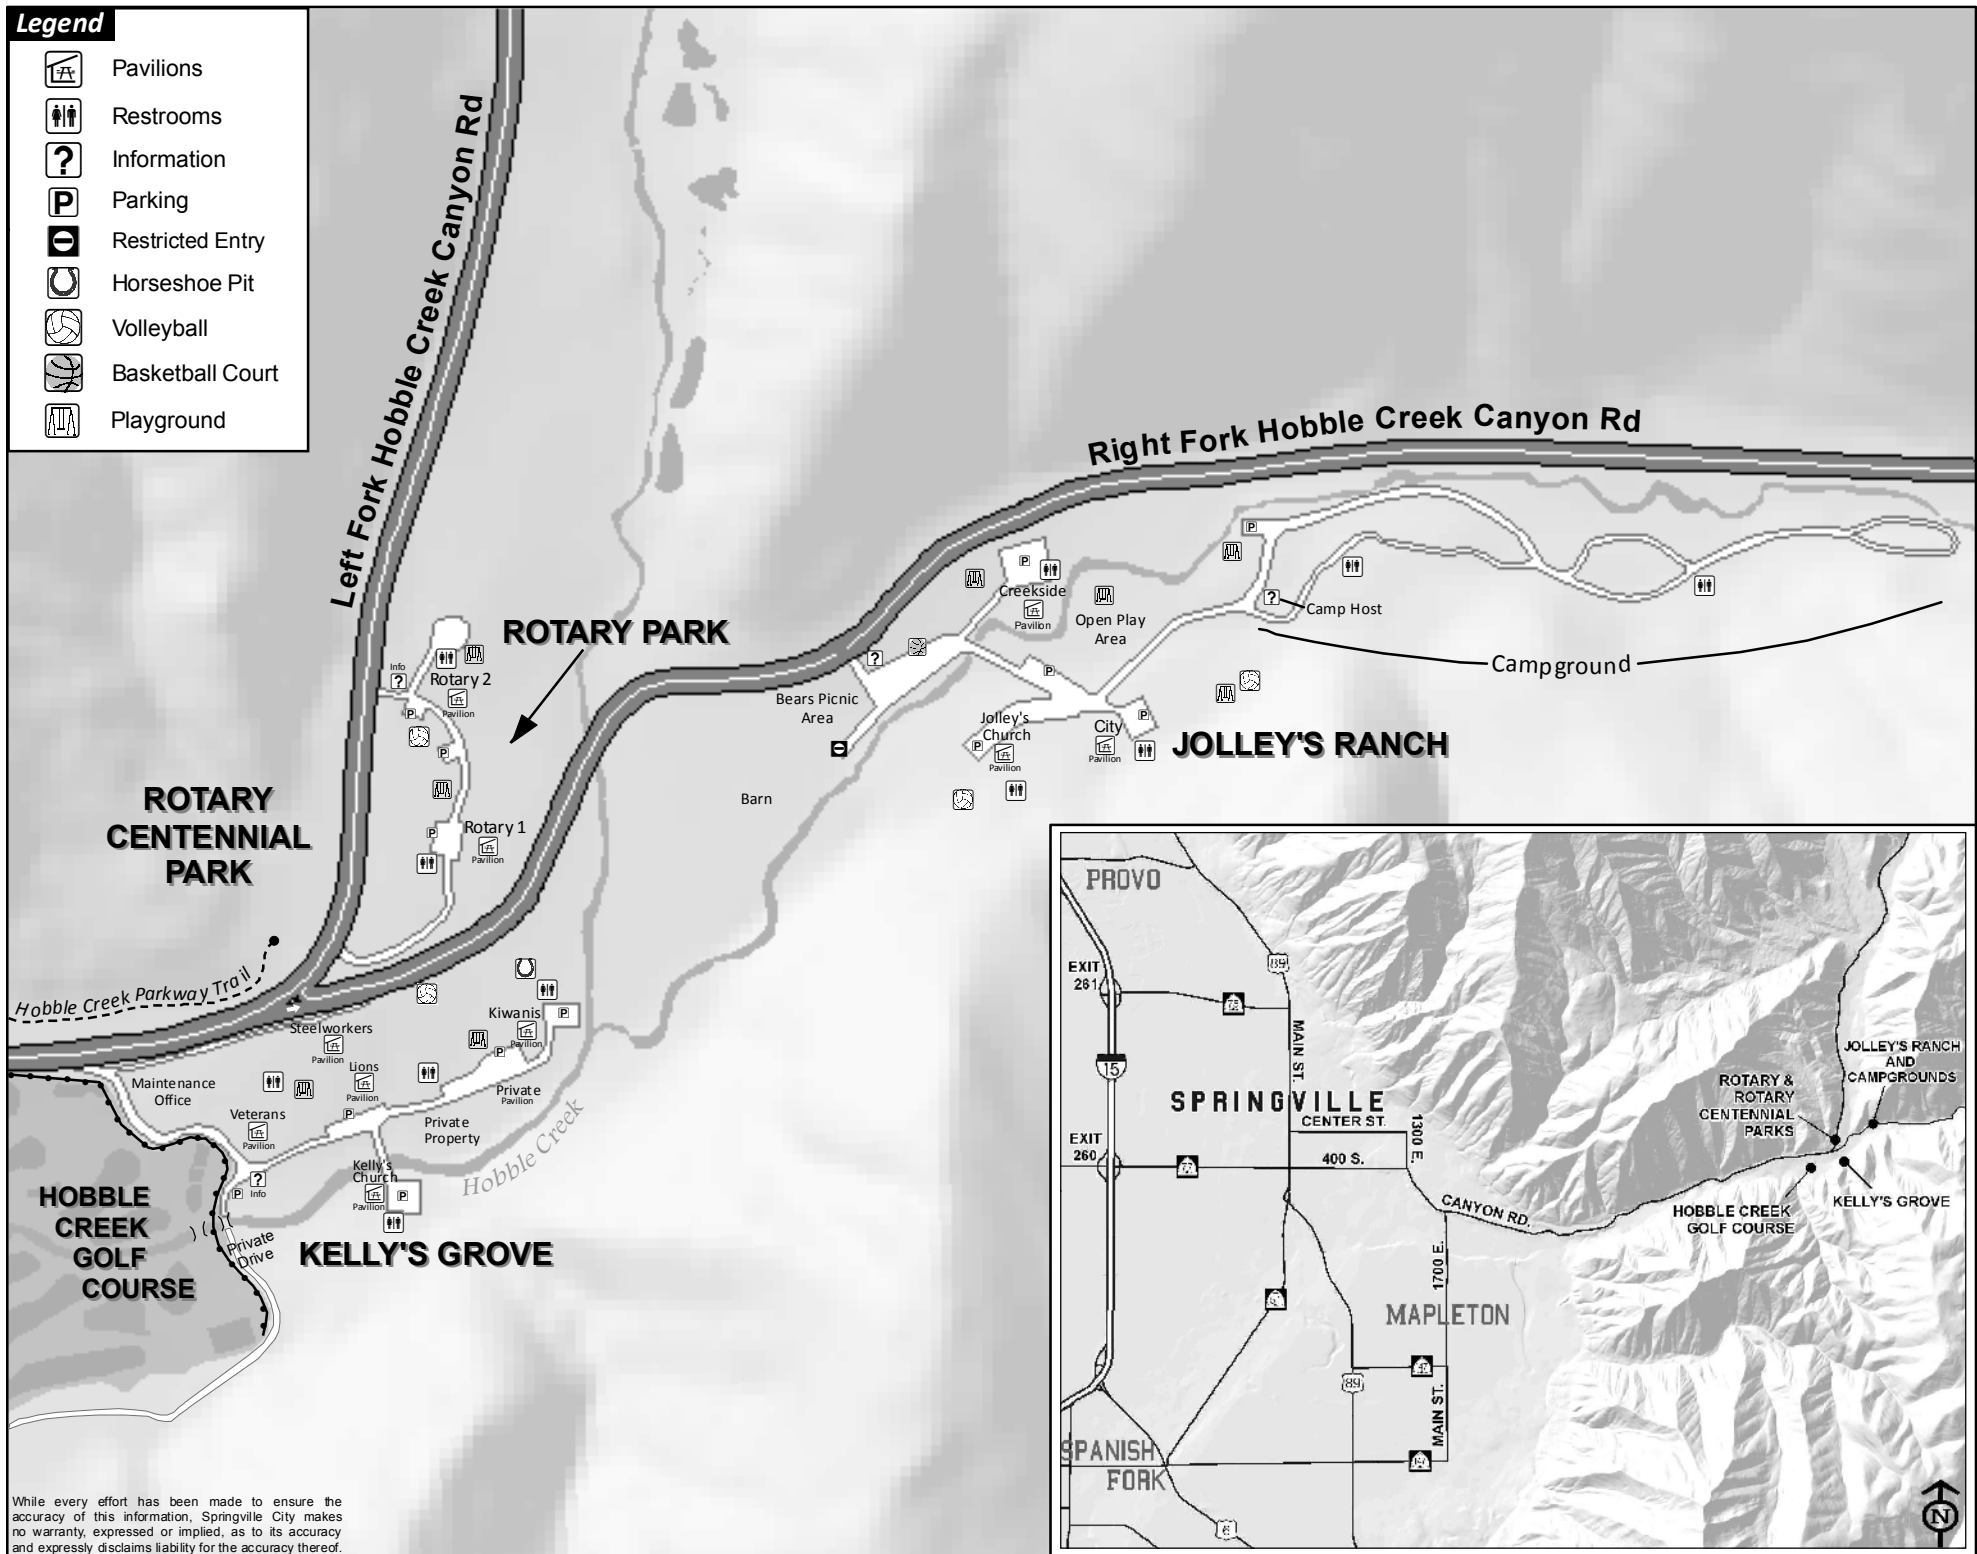 Legend
Pavilions
Restrooms
?
Information
P
Parking
Restricted Entry
Horseshoe Pit
Volleyball
Basketball Court
Playground
Left Fork Hobble Creek Canyon Rd
Right Fork Hobble Creek Canyon Rd
ROTARY PARK
Info
?
Rotary 2
Pavilion
P
P
P
Rotary 1
Pavilion
ROTARY
CENTENNIAL
PARK
Hobble Creek Parkway Trail
P
Creekside
Pavilion
Open Play
Area
P
?
Camp Host
Campground
?
Bears Picnic
Area
P
Jolley's
Church
P
Pavilion
City
P
Pavilion
JOLLEY'S RANCH
Barn
Steelworkers
Pavilion
Lions
Pavilion
Kiwanis
Pavilion
P
P
Maintenance
Office
Veterans
Pavilion
P
Private
Pavilion
Private
Property
Kelly's
Church
Pavilion
P
?
P
Info
Hobble Creek
Private
Drive
KELLY'S GROVE
HOBBLE
CREEK
GOLF
COURSE
While every effort has been made to ensure the
accuracy of this information, Springville City makes
no warranty, expressed or implied, as to its accuracy
and expressly disclaims liability for the accuracy thereof.
PROVO
EXIT
261
89
75
MAIN ST.
15
SPRINGVILLE
CENTER ST.
1300 E.
EXIT
260
77
400 S.
CANYON RD.
1700 E.
JOLLEY'S RANCH
AND
CAMPGROUNDS
ROTARY &
ROTARY
CENTENNIAL
PARKS
KELLY'S GROVE
HOBBLE CREEK
GOLF COURSE
MAPLETON
89
MAIN ST.
147
SPANISH
FORK
6
N